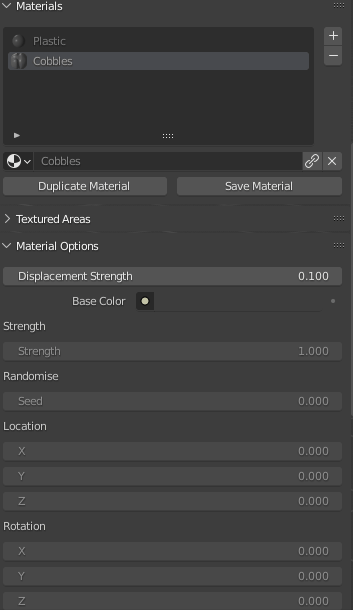 Materials
Plastic
Cobbles
Cobbles
Duplicate Material Save Material
Textured Areas
Material Options
Displacement Strength 0.100
Base Color
Strength
Strength 1.000
Randomise
Seed 0.000
Location
X 0.000
Y 0.000
Z 0.000
Rotation
X 0.000
Y 0.000
Z 0.000